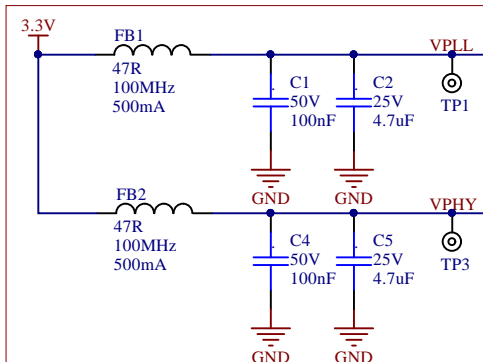 3.3V
FB1
47R
100MHz
500mA
C1
50V
100nF
C2
25V
4.7uF
VPLL
TP1
GND
GND
FB2
47R
100MHz
500mA
C4
50V
100nF
C5
25V
4.7uF
VPHY
TP3
GND
GND